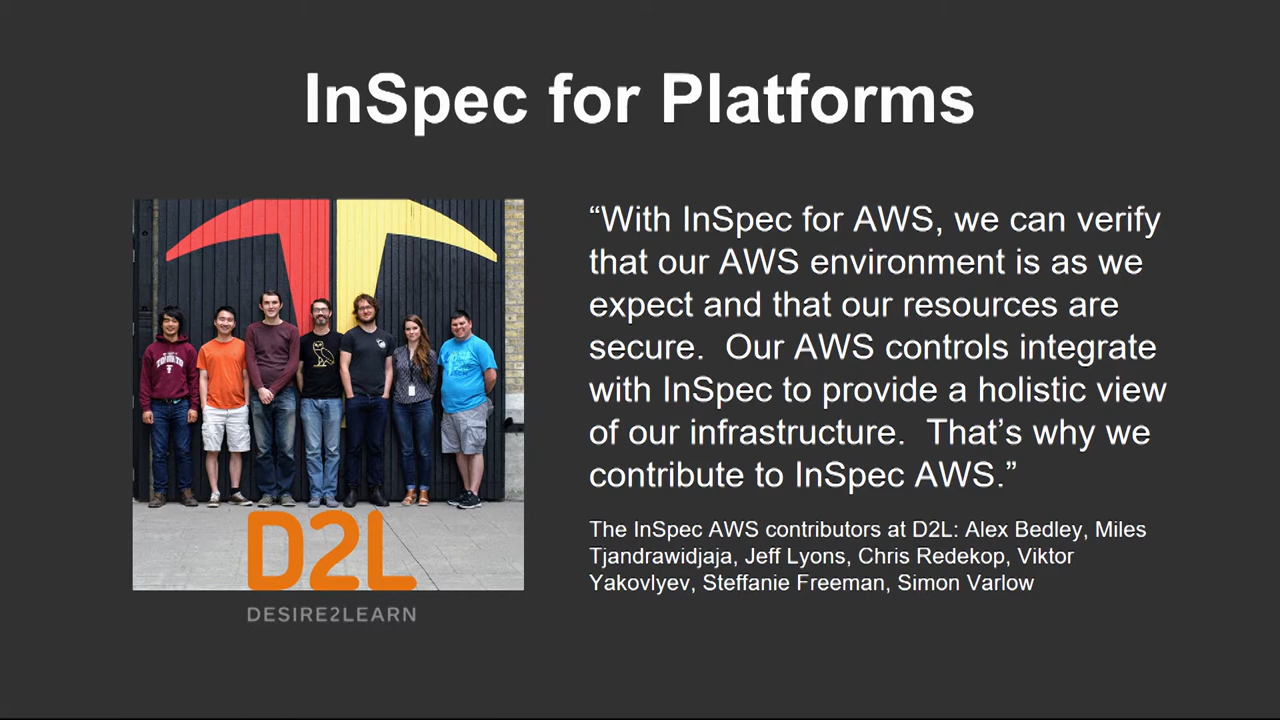 InSpec for Platforms
“With InSpec for AWS, we can verify
that our AWS environment is as we
expect and that our resources are
secure.  Our AWS controls integrate
with InSpec to provide a holistic view
of our infrastructure.  That’s why we
contribute to InSpec AWS.”
The InSpec AWS contributors at D2L: Alex Bedley, Miles
Tjandrawidjaja, Jeff Lyons, Chris Redekop, Viktor
Yakovlyev, Steffanie Freeman, Simon Varlow
D2L
DESIRE2LEARN